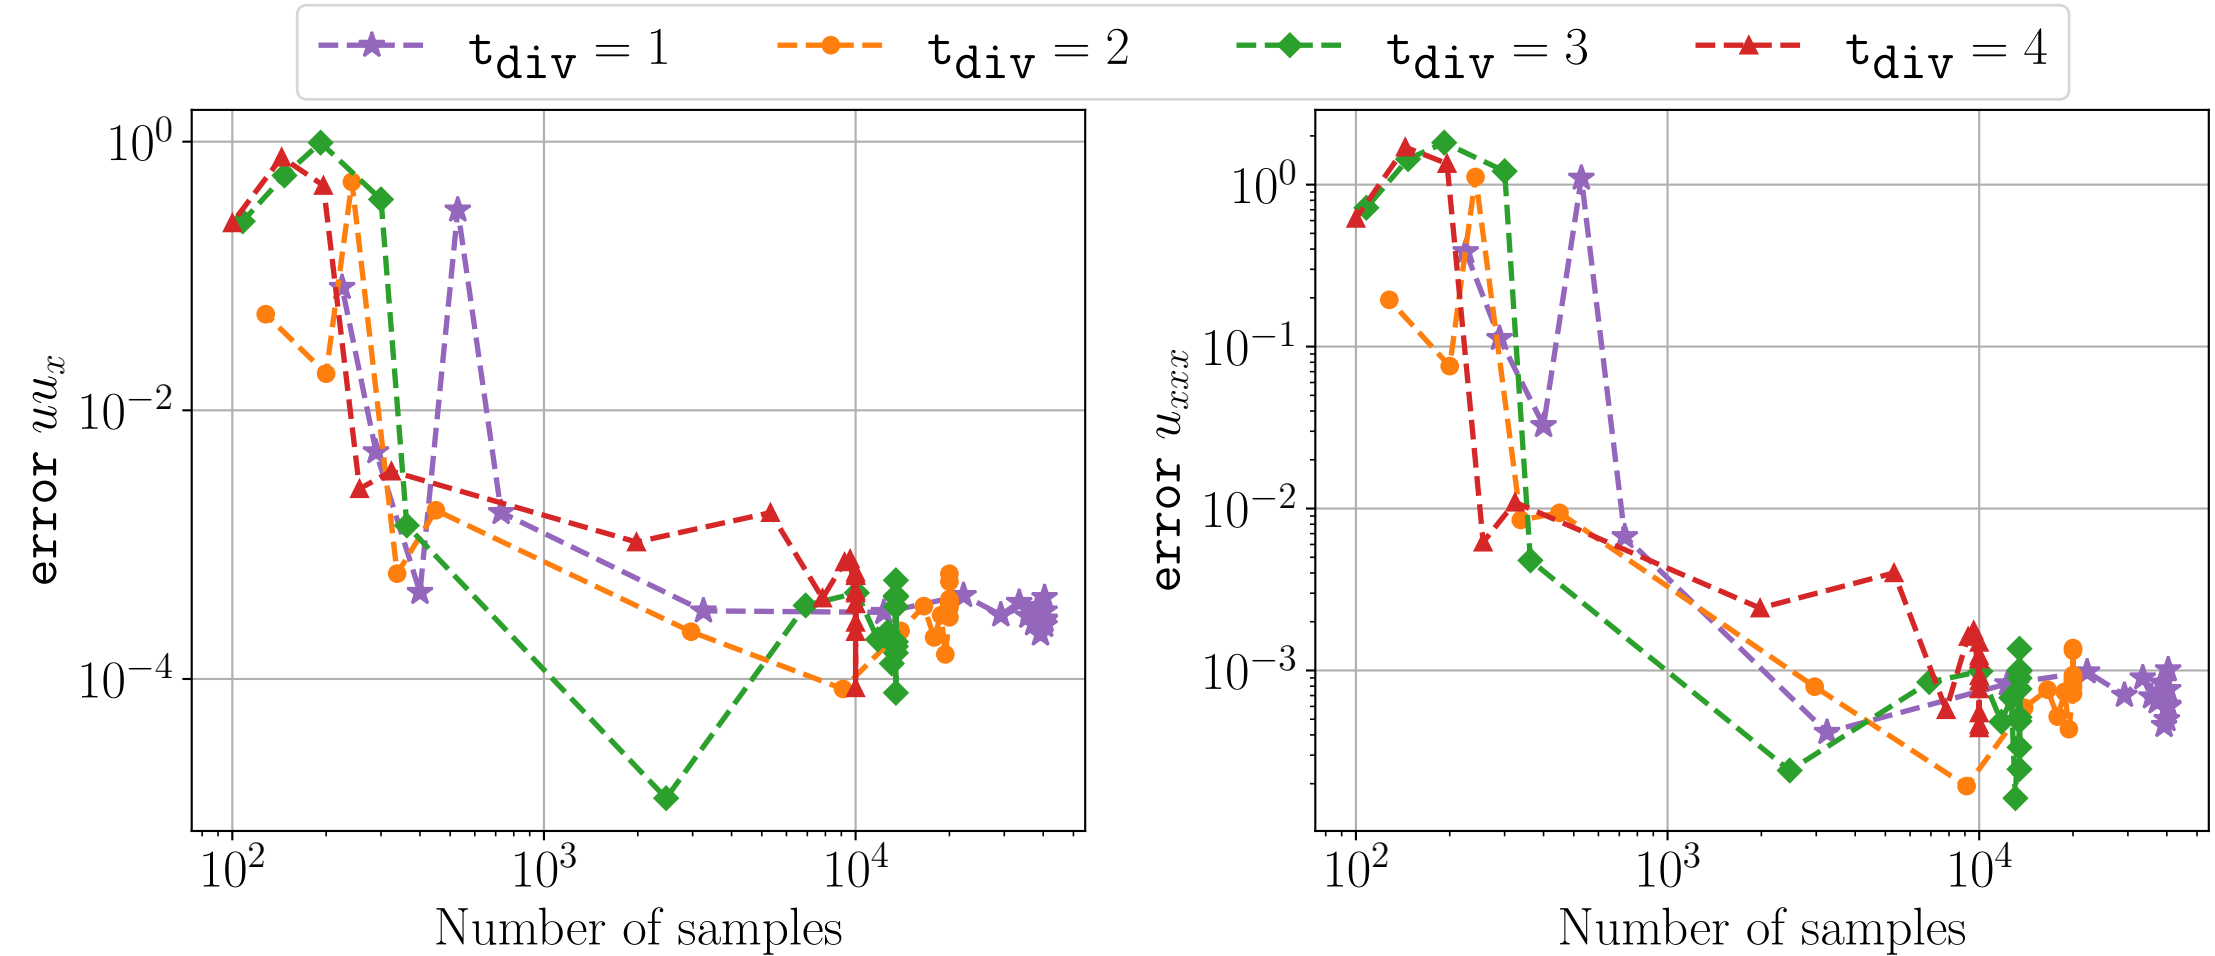 t_div = 1 t_div = 2 t_div = 3 t_div = 4
error uu_x
10^0
10^-2
10^-4
10^2 10^3 10^4
Number of samples
error u_xxx
10^0
10^-1
10^-2
10^-3
10^2 10^3 10^4
Number of samples